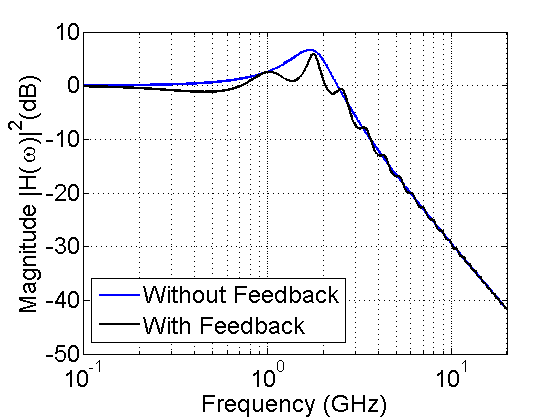 Magnitude |H(ω)|²(dB)
10
0
-10
-20
-30
-40
-50
Without Feedback
With Feedback
10⁻¹
10⁰
10¹
Frequency (GHz)